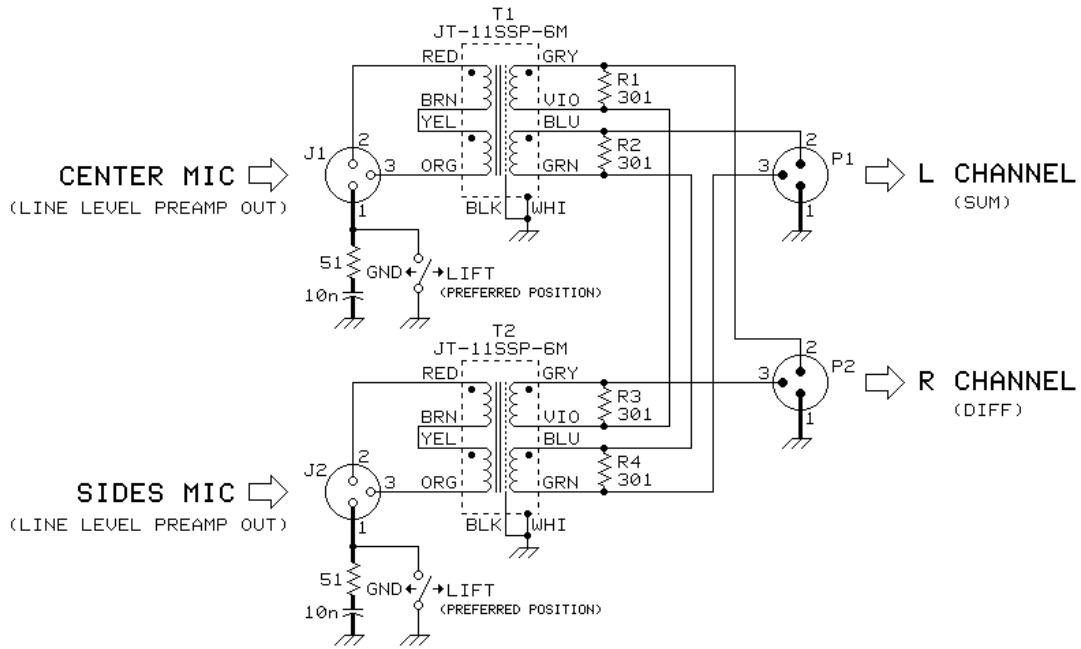 T1
JT-11SSP-6M
RED
GRY
R1
301
BRN
VIO
YEL
BLU
2
2
J1
R2
301
P1
CENTER MIC
3
ORG
GRN
3
L CHANNEL
(LINE LEVEL PREAMP OUT)
1
BLK
WHI
1
(SUM)
51
GND
LIFT
10n
(PREFERRED POSITION)
T2
JT-11SSP-6M
2
RED
GRY
3
P2
R CHANNEL
R3
301
1
(DIFF)
BRN
VIO
YEL
BLU
2
J2
R4
301
SIDES MIC
3
ORG
GRN
(LINE LEVEL PREAMP OUT)
1
BLK
WHI
51
GND
LIFT
10n
(PREFERRED POSITION)